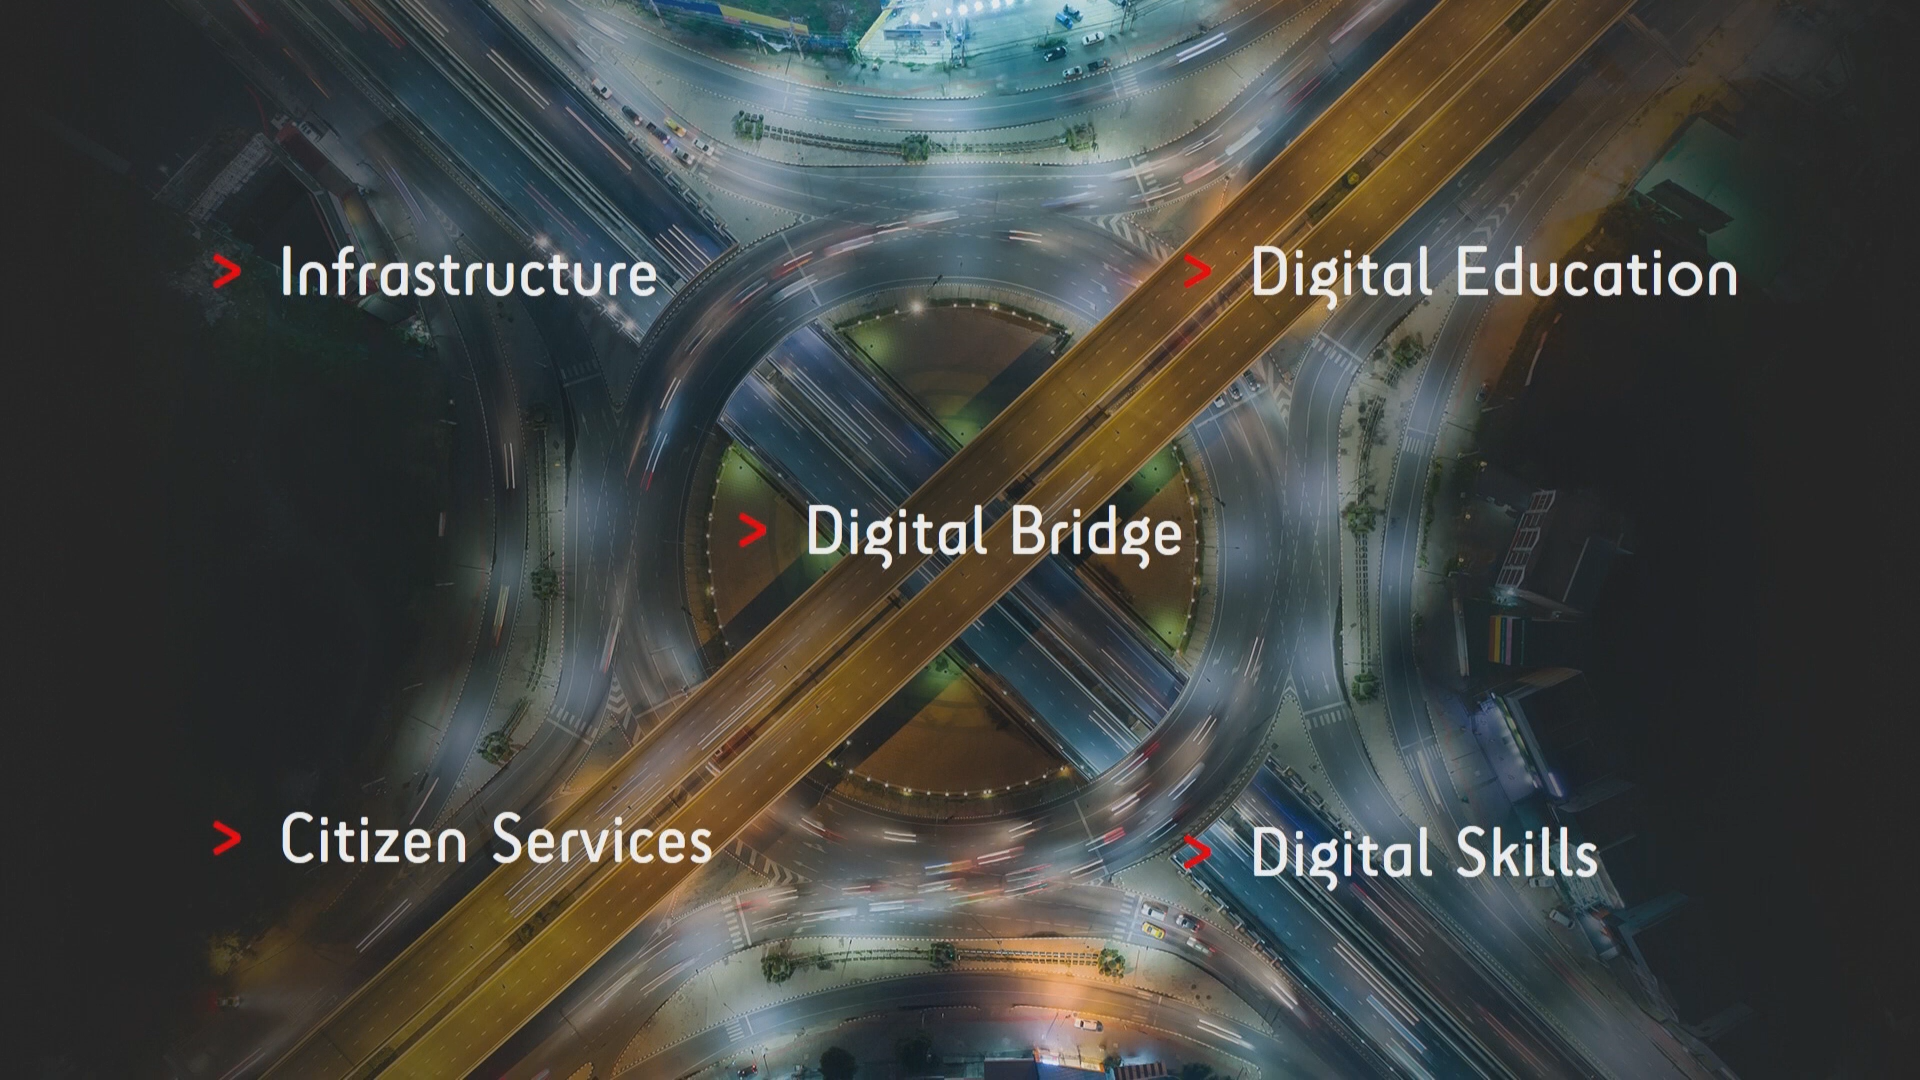 > Infrastructure
> Digital Education
> Digital Bridge
> Citizen Services
> Digital Skills